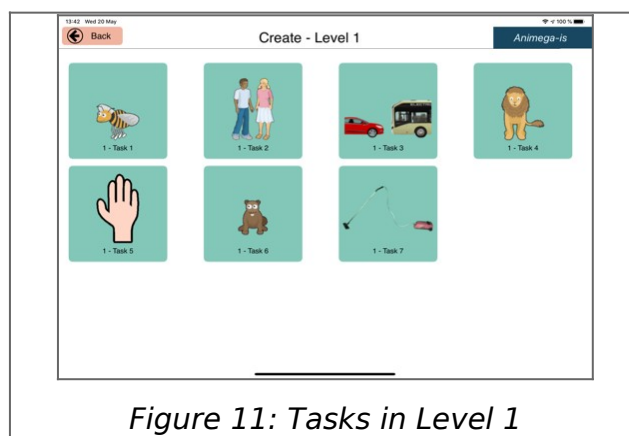 13:42 Wed 20 May
100 %
Back
Create - Level 1
Animega-is
1 - Task 1
1 - Task 2
1 - Task 3
1 - Task 4
1 - Task 5
1 - Task 6
1 - Task 7
Figure 11: Tasks in Level 1